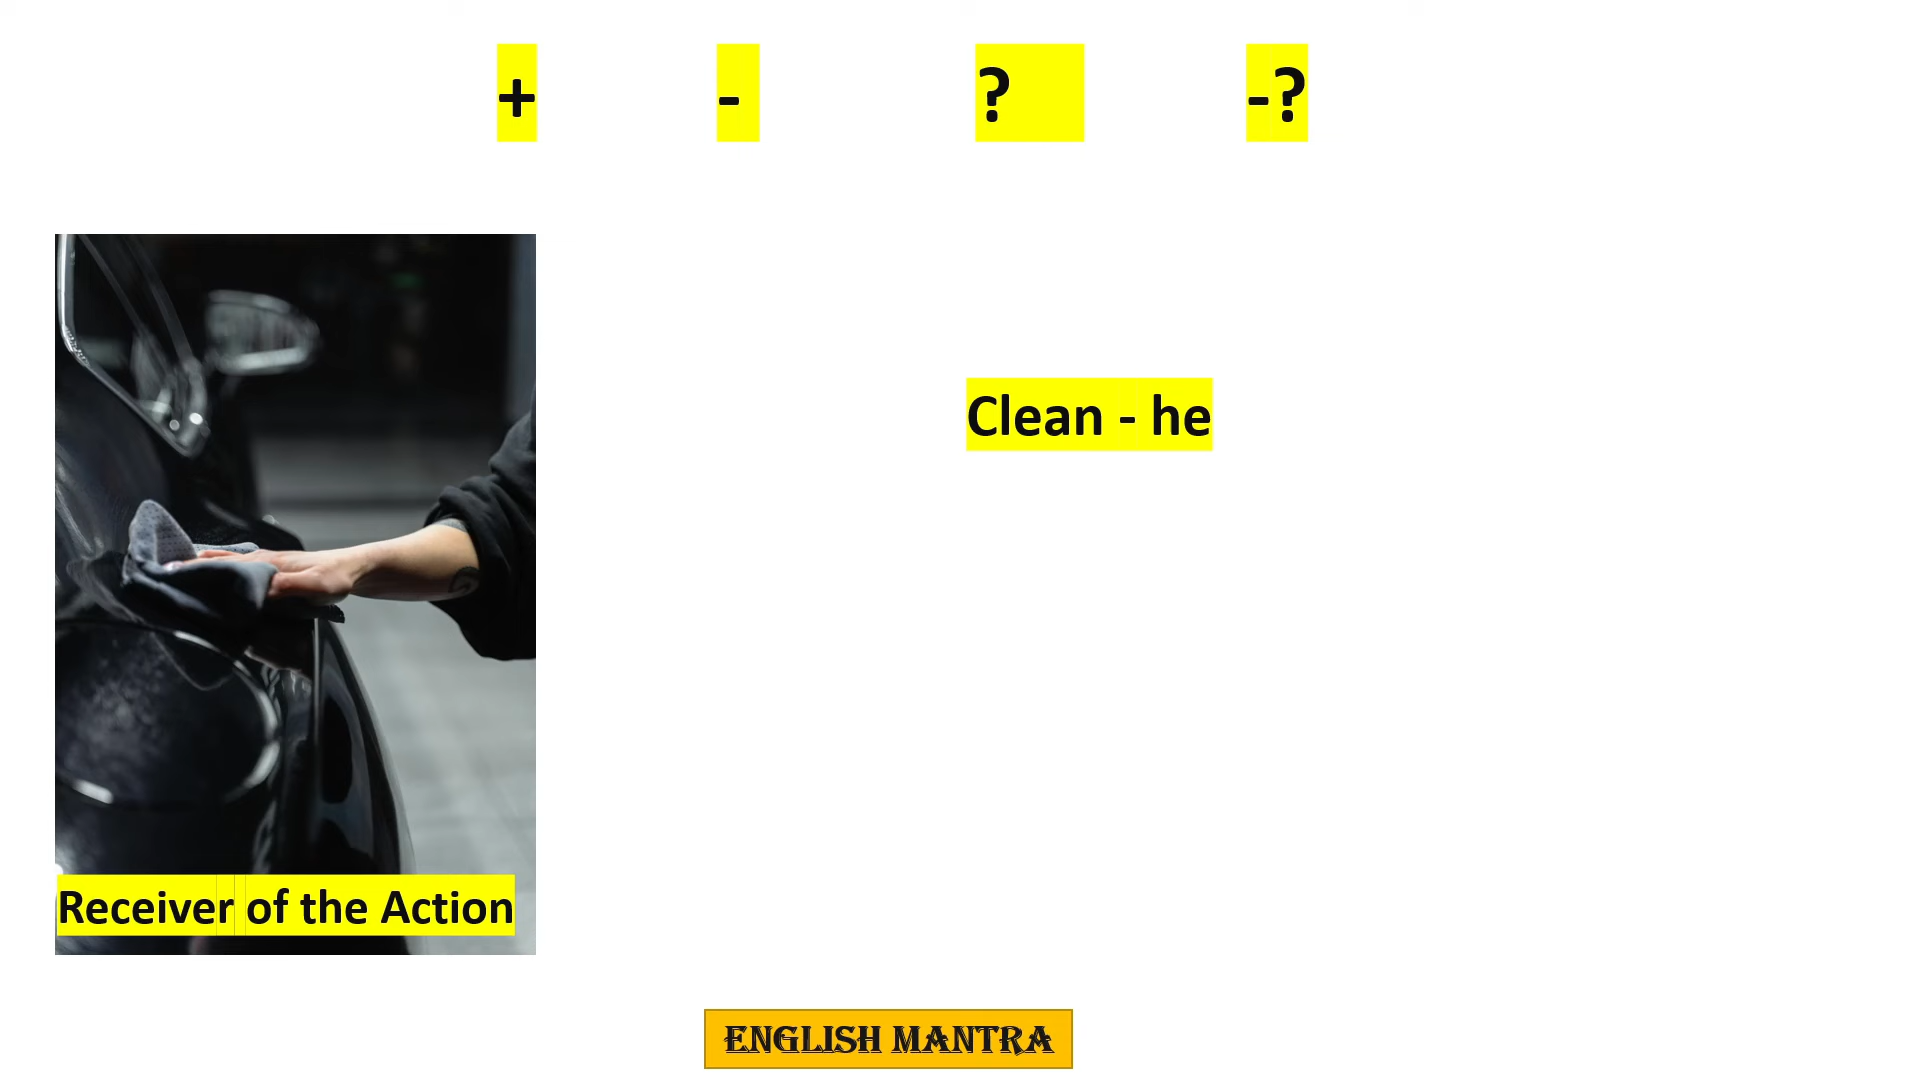 + - ? -?
Clean - he
Receiver of the Action
ENGLISH MANTRA